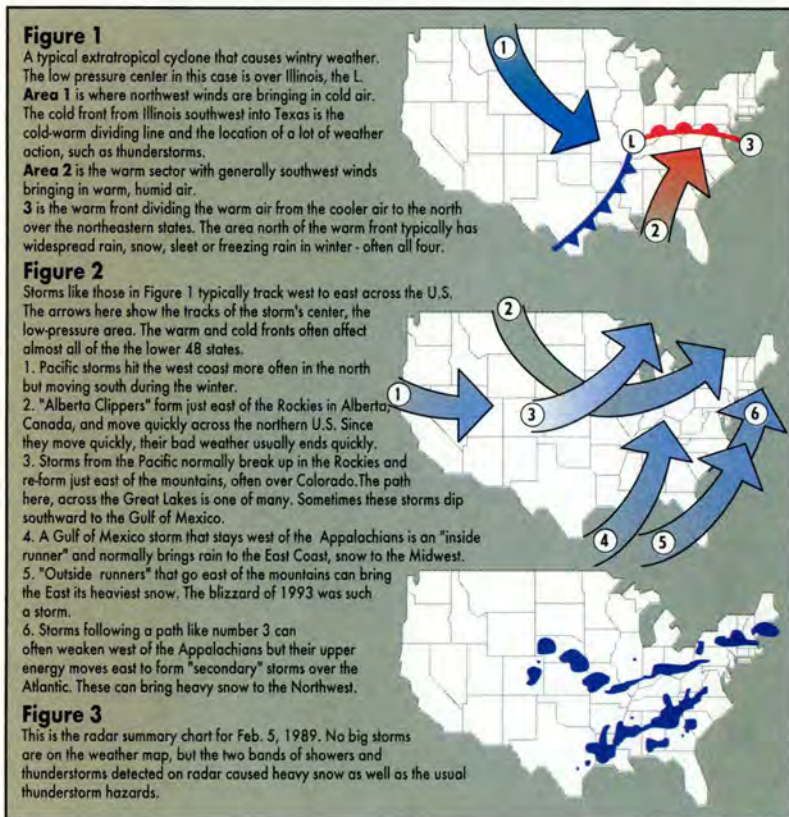 Figure 1
A typical extratropical cyclone that causes wintry weather.
The low pressure center in this case is over Illinois, the L.
Area 1 is where northwest winds are bringing in cold air.
The cold front from Illinois southwest into Texas is the
cold-warm dividing line and the location of a lot of weather
action, such as thunderstorms.
Area 2 is the warm sector with generally southwest winds
bringing in warm, humid air.
3 is the warm front dividing the warm air from the cooler air to the north
over the northeastern states. The area north of the warm front typically has
widespread rain, snow, sleet or freezing rain in winter - often all four.
1
L
3
2
Figure 2
Storms like those in Figure 1 typically track west to east across the U.S.
The arrows here show the tracks of the storm's center, the
low-pressure area. The warm and cold fronts often affect
almost all of the the lower 48 states.
1. Pacific storms hit the west coast more often in the north
but moving south during the winter.
2. "Alberta Clippers" form just east of the Rockies in Alberta,
Canada, and move quickly across the northern U.S. Since
they move quickly, their bad weather usually ends quickly.
3. Storms from the Pacific normally break up in the Rockies and
re-form just east of the mountains, often over Colorado.The path
here, across the Great Lakes is one of many. Sometimes these storms dip
southward to the Gulf of Mexico.
4. A Gulf of Mexico storm that stays west of the Appalachians is an "inside
runner" and normally brings rain to the East Coast, snow to the Midwest.
5. "Outside runners" that go east of the mountains can bring
the East its heaviest snow. The blizzard of 1993 was such
a storm.
6. Storms following a path like number 3 can
often weaken west of the Appalachians but their upper
energy moves east to form "secondary" storms over the
Atlantic. These can bring heavy snow to the Northwest.
2
1
3
6
4
5
Figure 3
This is the radar summary chart for Feb. 5, 1989. No big storms
are on the weather map, but the two bands of showers and
thunderstorms detected on radar caused heavy snow as well as the usual
thunderstorm hazards.